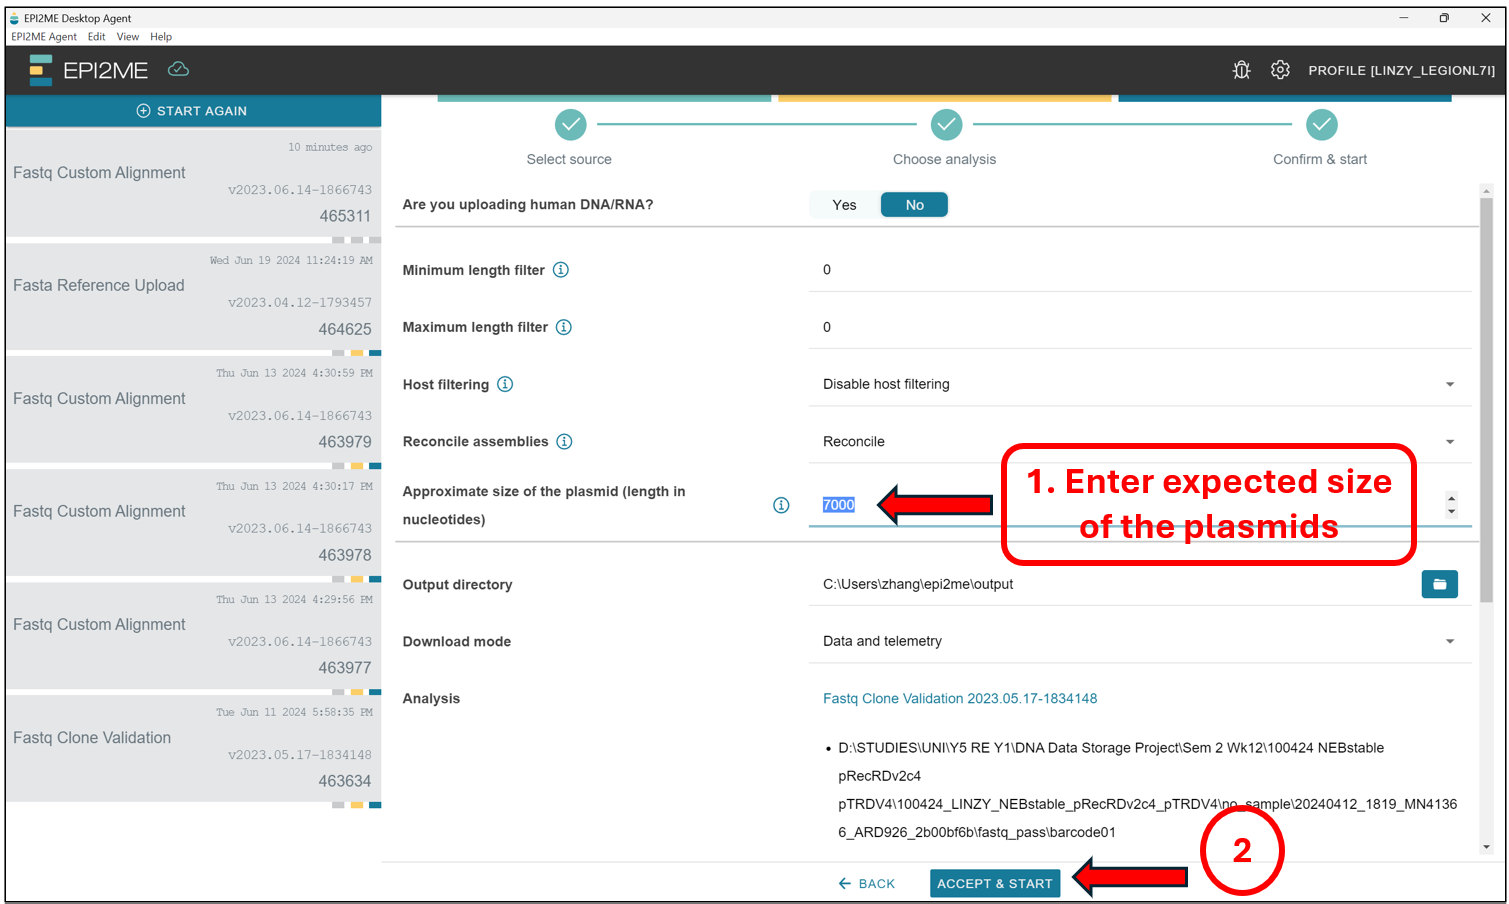 EPI2ME Desktop Agent
EPI2ME Agent Edit View Help
EPI2ME
PROFILE [LINZY_LEGIONL7I]
START AGAIN
10 minutes ago
Fastq Custom Alignment
v2023.06.14-1866743
465311
Wed Jun 19 2024 11:24:19 AM
Fasta Reference Upload
v2023.04.12-1793457
464625
Thu Jun 13 2024 4:30:59 PM
Fastq Custom Alignment
v2023.06.14-1866743
463979
Thu Jun 13 2024 4:30:17 PM
Fastq Custom Alignment
v2023.06.14-1866743
463978
Thu Jun 13 2024 4:29:56 PM
Fastq Custom Alignment
v2023.06.14-1866743
463977
Tue Jun 11 2024 5:58:35 PM
Fastq Clone Validation
v2023.05.17-1834148
463634
Select source
Choose analysis
Confirm & start
Are you uploading human DNA/RNA?
Yes
No
Minimum length filter
0
Maximum length filter
0
Host filtering
Disable host filtering
Reconcile assemblies
Reconcile
Approximate size of the plasmid (length in
nucleotides)
7000
1. Enter expected size
of the plasmids
Output directory
C:\Users\zhang\epi2me\output
Download mode
Data and telemetry
Analysis
Fastq Clone Validation 2023.05.17-1834148
• D:\STUDIES\UNI\Y5 RE Y1\DNA Data Storage Project\Sem 2 Wk12\100424 NEBstable
pRecRDv2c4
pTRDV4\100424_LINZY_NEBstable_pRecRDv2c4_pTRDV4\no_sample\20240412_1819_MN4136
6_ARD926_2b00bf6b\fastq_pass\barcode01
2
BACK
ACCEPT & START